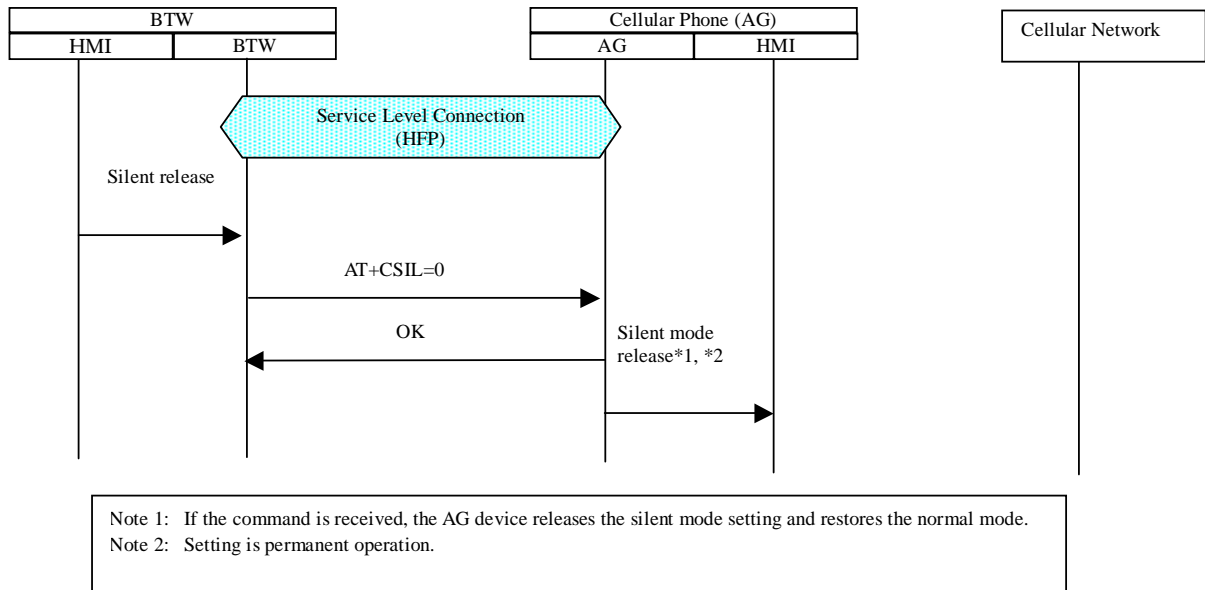 BTW
HMI
BTW
Cellular Phone (AG)
AG
HMI
Cellular Network
Service Level Connection
(HFP)
Silent release
AT+CSIL=0
OK
Silent mode
release*1, *2
Note 1: If the command is received, the AG device releases the silent mode setting and restores the normal mode.
Note 2: Setting is permanent operation.